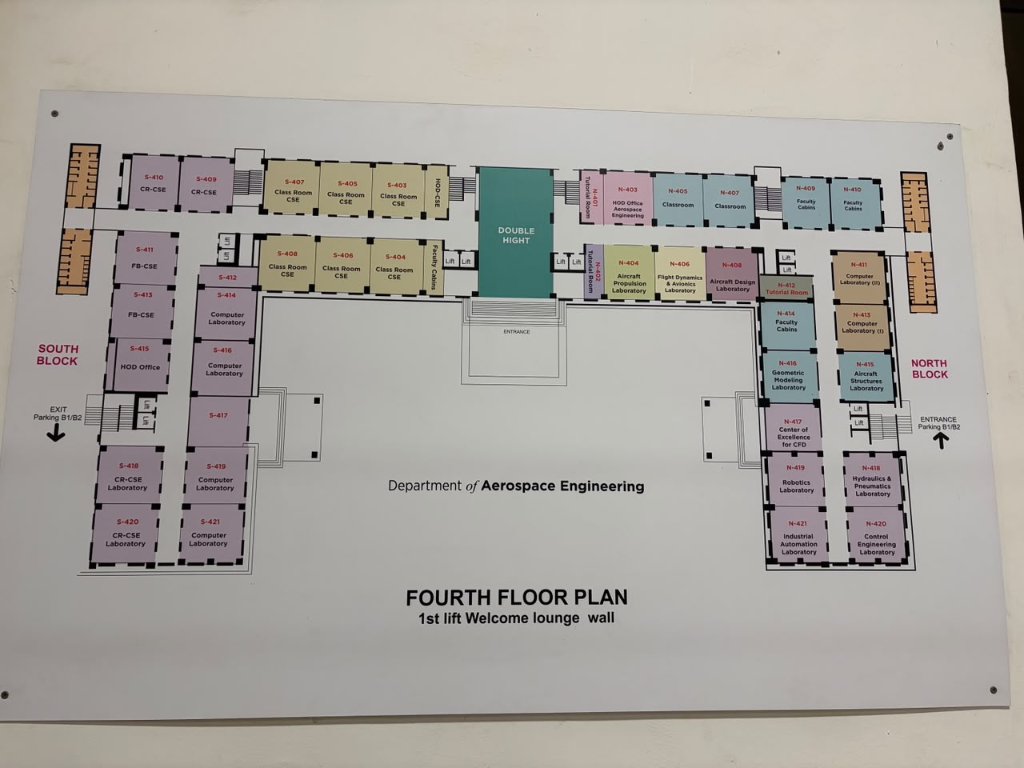 S-410
CR-CSE
S-409
CR-CSE
S-407
Class Room
CSE
S-405
Class Room
CSE
S-403
Class Room
CSE
HOD-CSE
DOUBLE
HIGHT
N-401
Tutorial Room
N-403
HOD Office
Aerospace
Engineering
N-405
Classroom
N-407
Classroom
N-409
Faculty
Cabins
N-410
Faculty
Cabins
S-411
FB-CSE
Lift
Lift
S-408
Class Room
CSE
S-406
Class Room
CSE
S-404
Class Room
CSE
Faculty Cabins
Lift
Lift
Lift
Lift
N-402
Tutorial Room
N-404
Aircraft
Propulsion
Laboratory
N-406
Flight Dynamics
& Avionics
Laboratory
N-408
Aircraft Design
Laboratory
Lift
Lift
N-411
Computer
Laboratory (II)
S-412
S-413
FB-CSE
S-414
Computer
Laboratory
N-412
Tutorial Room
N-414
Faculty
Cabins
N-413
Computer
Laboratory (I)
ENTRANCE
SOUTH
BLOCK
S-415
HOD Office
S-416
Computer
Laboratory
N-416
Geometric
Modeling
Laboratory
N-415
Aircraft
Structures
Laboratory
NORTH
BLOCK
EXIT
Parking B1/B2
Lift
Lift
S-417
N-417
Center of
Excellence
for CFD
Lift
Lift
ENTRANCE
Parking B1/B2
S-418
CR-CSE
Laboratory
S-419
Computer
Laboratory
N-419
Robotics
Laboratory
N-418
Hydraulics &
Pneumatics
Laboratory
Department of Aerospace Engineering
S-420
CR-CSE
Laboratory
S-421
Computer
Laboratory
N-421
Industrial
Automation
Laboratory
N-420
Control
Engineering
Laboratory
FOURTH FLOOR PLAN
1st lift Welcome lounge wall